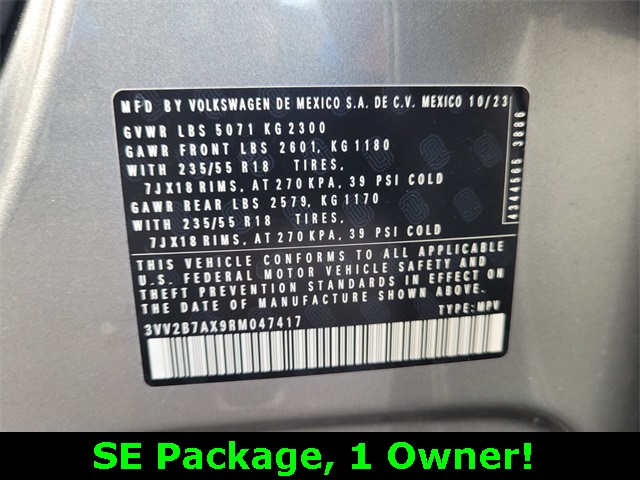 MFD BY VOLKSWAGEN DE MEXICO S.A. DE C.V. MEXICO 10/23
GVWR LBS 5071 KG 2300
GAWR FRONT LBS 2601, KG 1180
WITH 235/55 R18 TIRES,
7JX18 RIMS, AT 270 KPA, 39 PSI COLD
GAWR REAR LBS 2579, KG 1170
WITH 235/55 R18 TIRES,
7JX18 RIMS, AT 270 KPA, 39 PSI COLD
THIS VEHICLE CONFORMS TO ALL APPLICABLE
U.S. FEDERAL MOTOR VEHICLE SAFETY AND
THEFT PREVENTION STANDARDS IN EFFECT ON
THE DATE OF MANUFACTURE SHOWN ABOVE.
3VV2B7AX9RM047417 TYPE: MPV
4344565 3886
SE Package, 1 Owner!